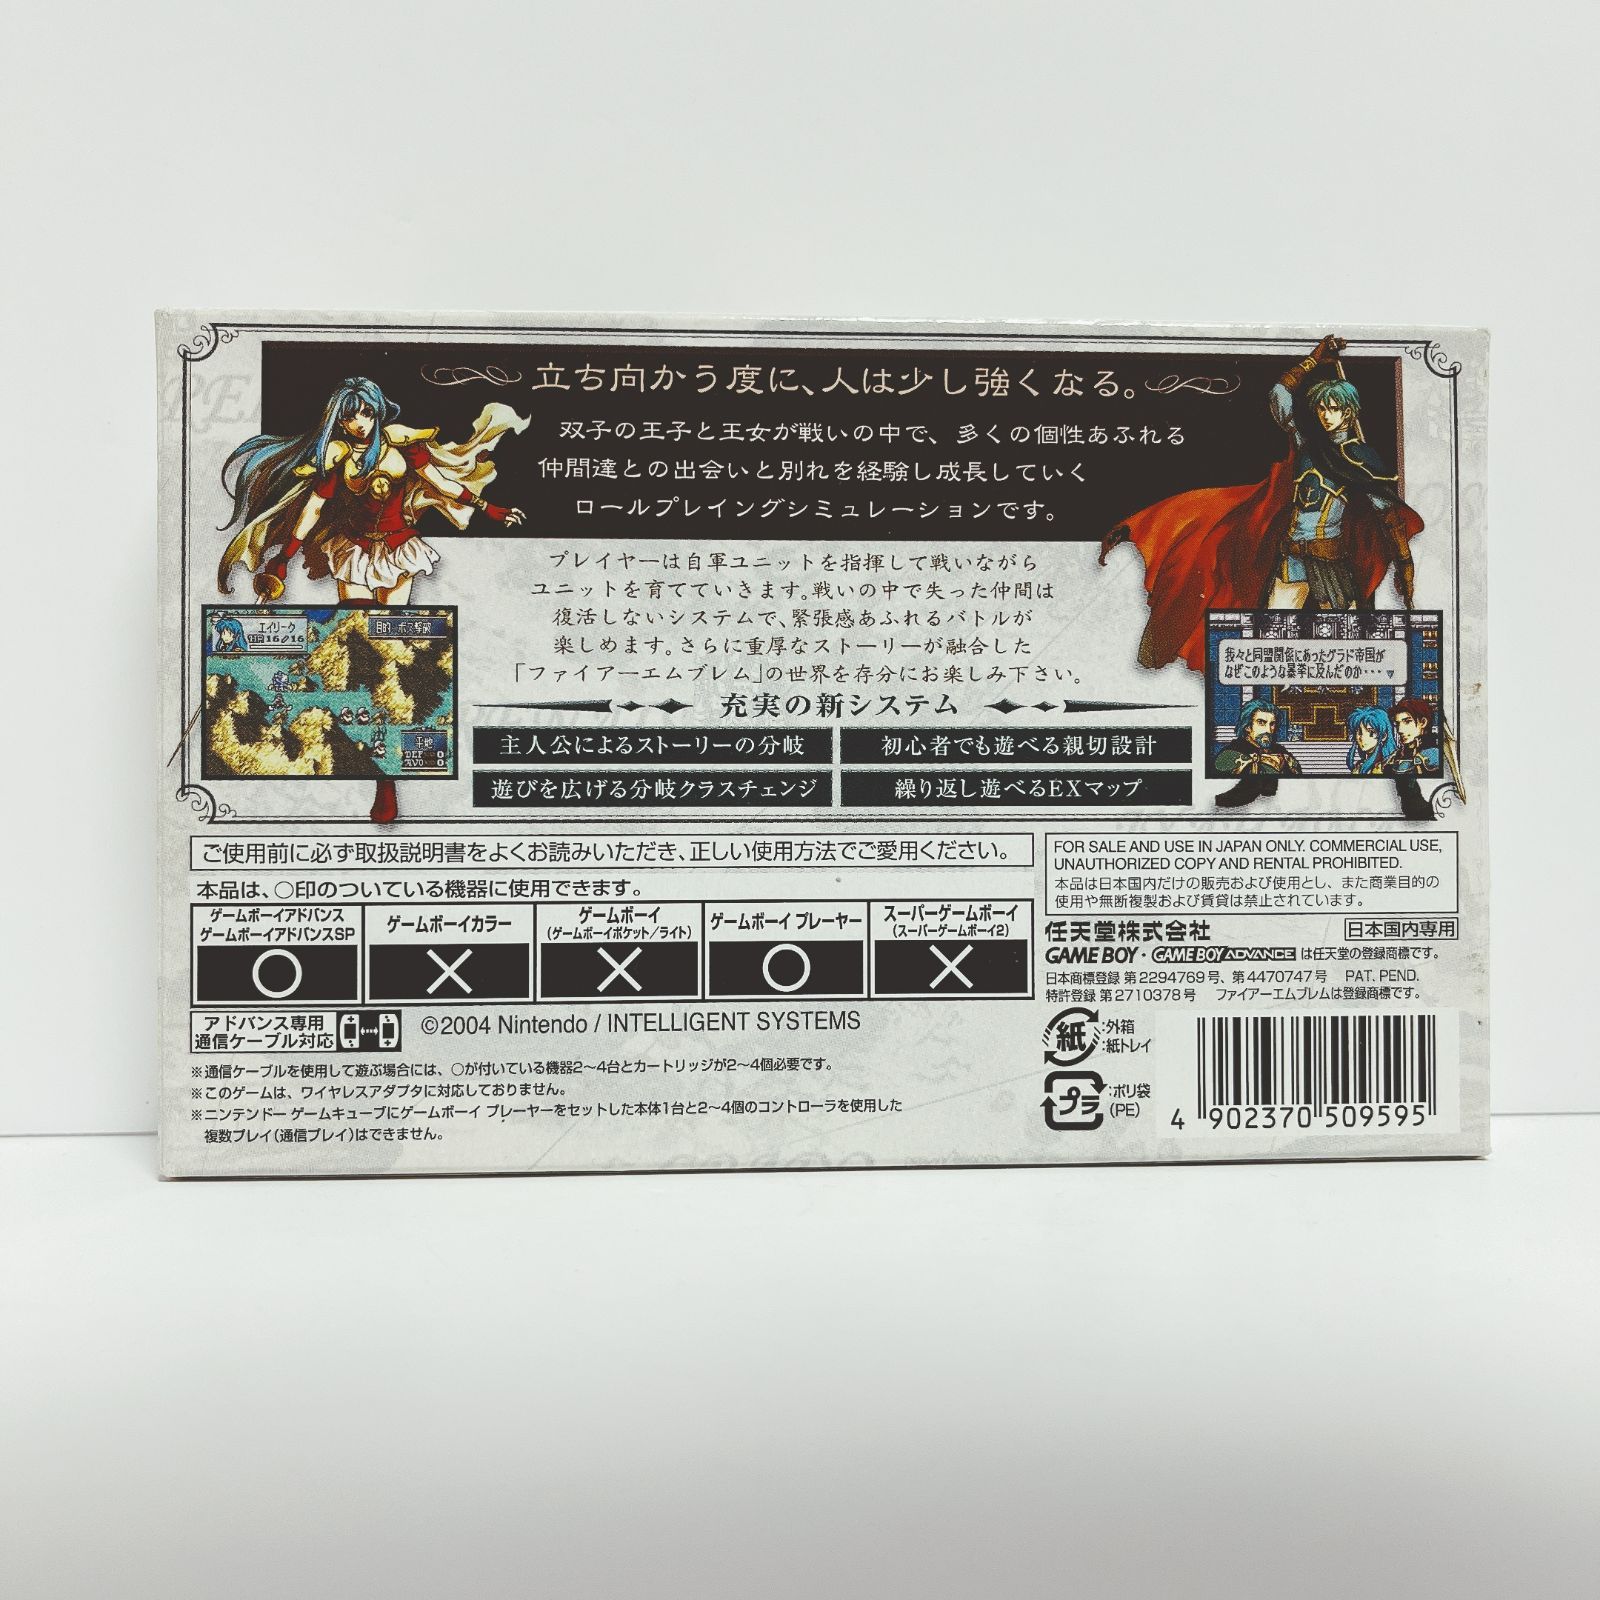 立ち向かう度に、人は少し強くなる。
双子の王子と王女が戦いの中で、多くの個性あふれる
仲間達との出会いと別れを経験し成長していく
ロールプレイングシミュレーションです。
プレイヤーは自軍ユニットを指揮して戦いながら
ユニットを育てていきます。戦いの中で失った仲間は
復活しないシステムで、緊張感あふれるバトルが
楽しめます。さらに重厚なストーリーが融合した
「ファイアーエムブレム」の世界を存分にお楽しみ下さい。
エイリーク
HP16/16
目的 ボス撃破
平地
DEF 0
AVO 0
我々と同盟関係にあったグラド帝国が
なぜこのような暴挙に及んだのか・・・
充実の新システム
主人公によるストーリーの分岐
初心者でも遊べる親切設計
遊びを広げる分岐クラスチェンジ
繰り返し遊べるEXマップ
ご使用前に必ず取扱説明書をよくお読みいただき、正しい使用方法でご愛用ください。
本品は、○印のついている機器に使用できます。
ゲームボーイアドバンス
ゲームボーイアドバンスSP
○
ゲームボーイカラー
×
ゲームボーイ
(ゲームボーイポケット/ライト)
×
ゲームボーイ プレーヤー
○
スーパーゲームボーイ
(スーパーゲームボーイ2)
×
アドバンス専用
通信ケーブル対応
©2004 Nintendo / INTELLIGENT SYSTEMS
※通信ケーブルを使用して遊ぶ場合には、○が付いている機器2〜4台とカートリッジが2〜4個必要です。
※このゲームは、ワイヤレスアダプタに対応しておりません。
※ニンテンドー ゲームキューブにゲームボーイ プレーヤーをセットした本体1台と2〜4個のコントローラを使用した
複数プレイ(通信プレイ)はできません。
FOR SALE AND USE IN JAPAN ONLY. COMMERCIAL USE,
UNAUTHORIZED COPY AND RENTAL PROHIBITED.
本品は日本国内だけの販売および使用とし、また商業目的の
使用や無断複製および賃貸は禁止されています。
任天堂株式会社
日本国内専用
GAME BOY・GAME BOY ADVANCE は任天堂の登録商標です。
日本商標登録 第2294769号、第4470747号 PAT. PEND.
特許登録 第2710378号 ファイアーエムブレムは登録商標です。
紙 :外箱
:紙トレイ
プラ :ポリ袋
(PE)
4 902370 509595